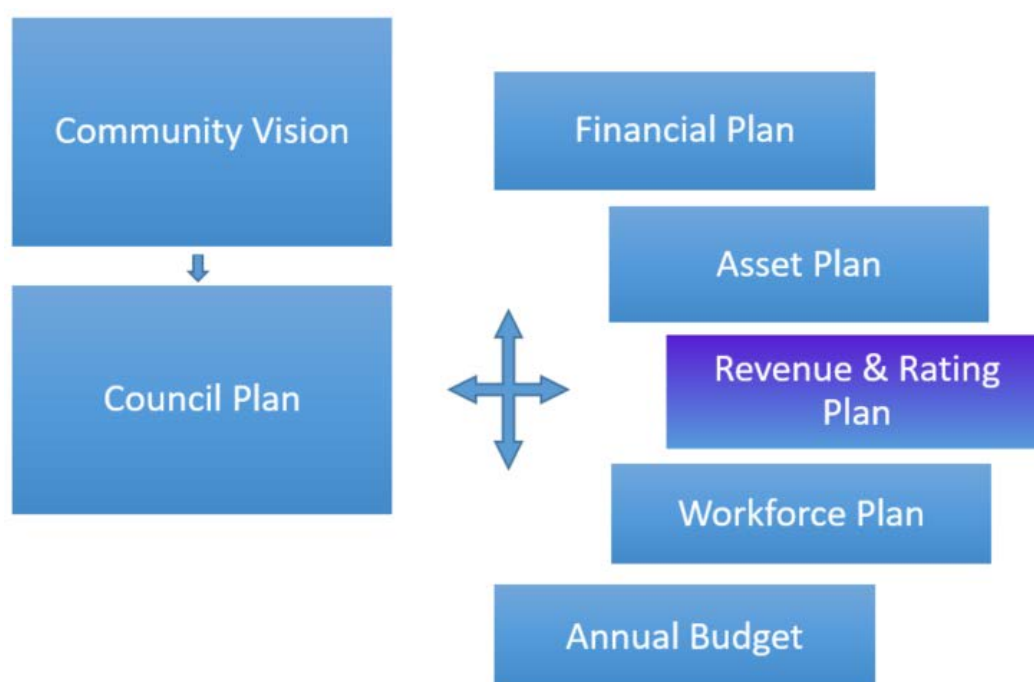 Community Vision
Council Plan
Financial Plan
Asset Plan
Revenue & Rating
Plan
Workforce Plan
Annual Budget